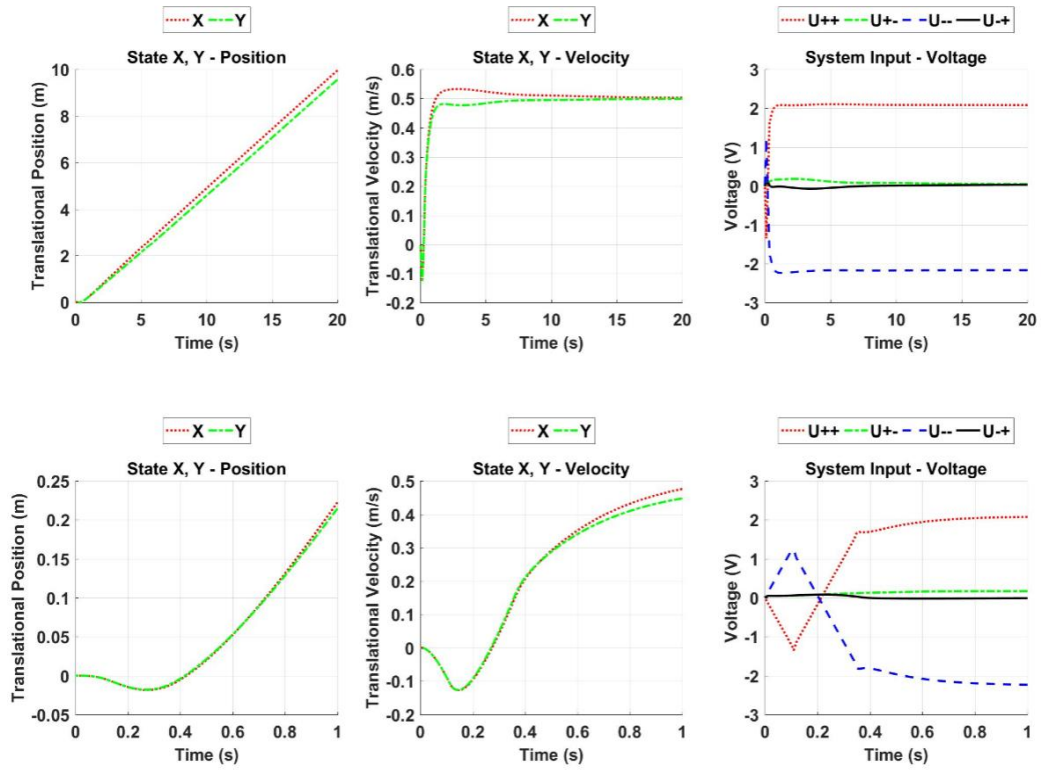 X Y
X Y
U++ U+- U-- U-+
State X, Y - Position
State X, Y - Velocity
System Input - Voltage
Translational Position (m)
10
8
6
4
2
0
0 5 10 15 20
Time (s)
Translational Velocity (m/s)
0.6
0.5
0.4
0.3
0.2
0.1
0
-0.1
-0.2
0 5 10 15 20
Time (s)
Voltage (V)
3
2
1
0
-1
-2
-3
0 5 10 15 20
Time (s)
X Y
X Y
U++ U+- U-- U-+
State X, Y - Position
State X, Y - Velocity
System Input - Voltage
Translational Position (m)
0.25
0.2
0.15
0.1
0.05
0
-0.05
0 0.2 0.4 0.6 0.8 1
Time (s)
Translational Velocity (m/s)
0.5
0.4
0.3
0.2
0.1
0
-0.1
-0.2
0 0.2 0.4 0.6 0.8 1
Time (s)
Voltage (V)
3
2
1
0
-1
-2
-3
0 0.2 0.4 0.6 0.8 1
Time (s)